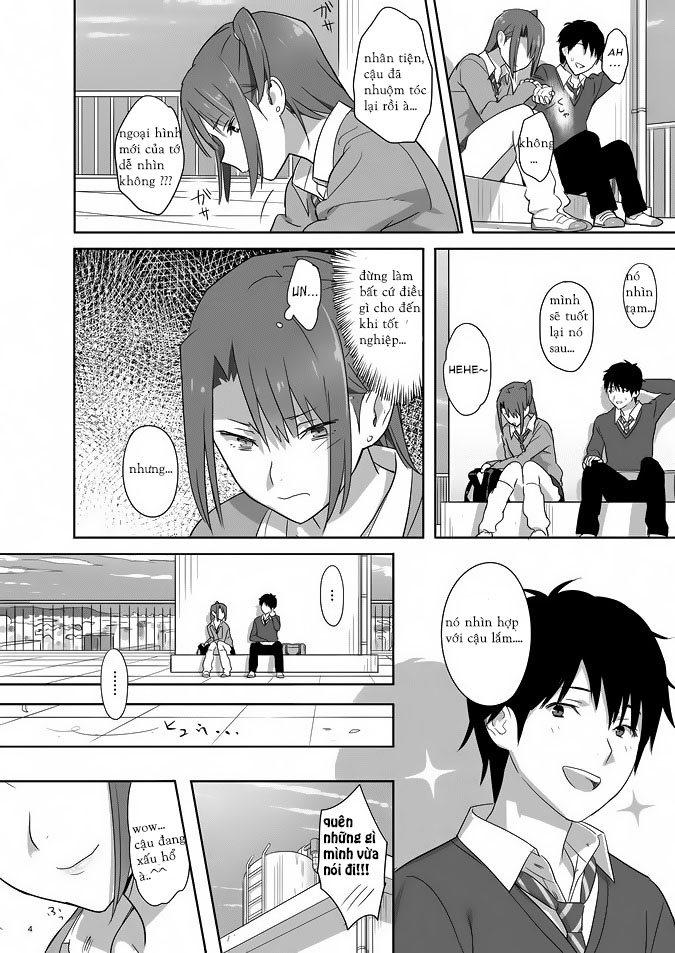 AH
...
không
...
nhân tiện,
cậu đã
nhuộm tóc
lại rồi à...
ngoại hình
mới của tớ
dễ nhìn
không ???
nó
nhìn
tạm...
mình
sẽ tuốt
lại nó
sau...
HEHE~
đừng làm
bất cứ điều
gì cho đến
khi tốt
nghiệp...
UN...
nhưng...
nó nhìn hợp
với cậu lắm....
...
....
ヒュウ...
quên
những gì
mình vừa
nói đi!!!
wow...
cậu đang
xấu hổ
à..^^
4